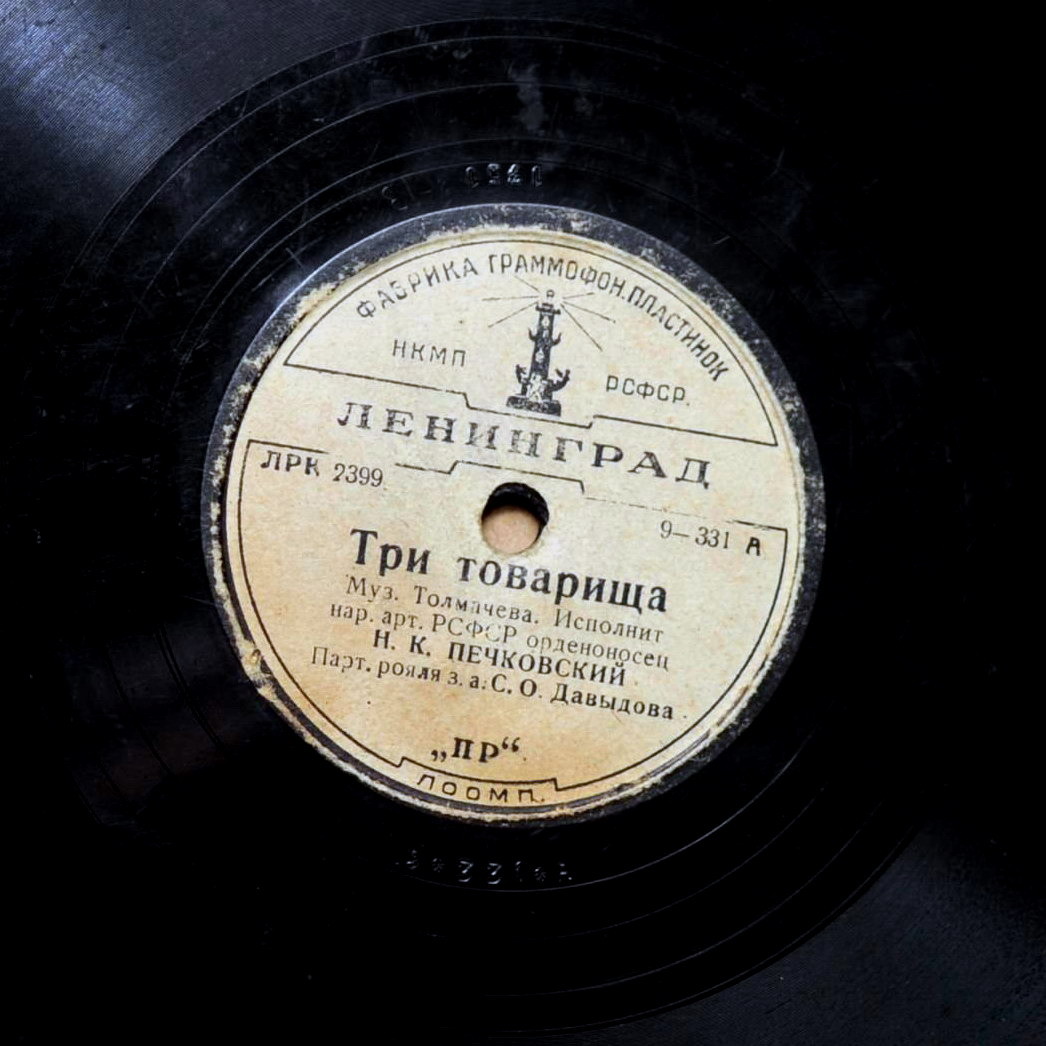 ФАБРИКА ГРАММОФОН.ПЛАСТИНОК
НКМП РСФСР.
ЛЕНИНГРАД
ЛРК 2399
9—331 А
Три товарища
Муз. Толмачева. Исполнит
нар. арт. РСФСР орденоносец
Н. К. ПЕЧКОВСКИЙ
Парт. рояля з. а. С. О. Давыдова
„ПР“
ЛООМП.